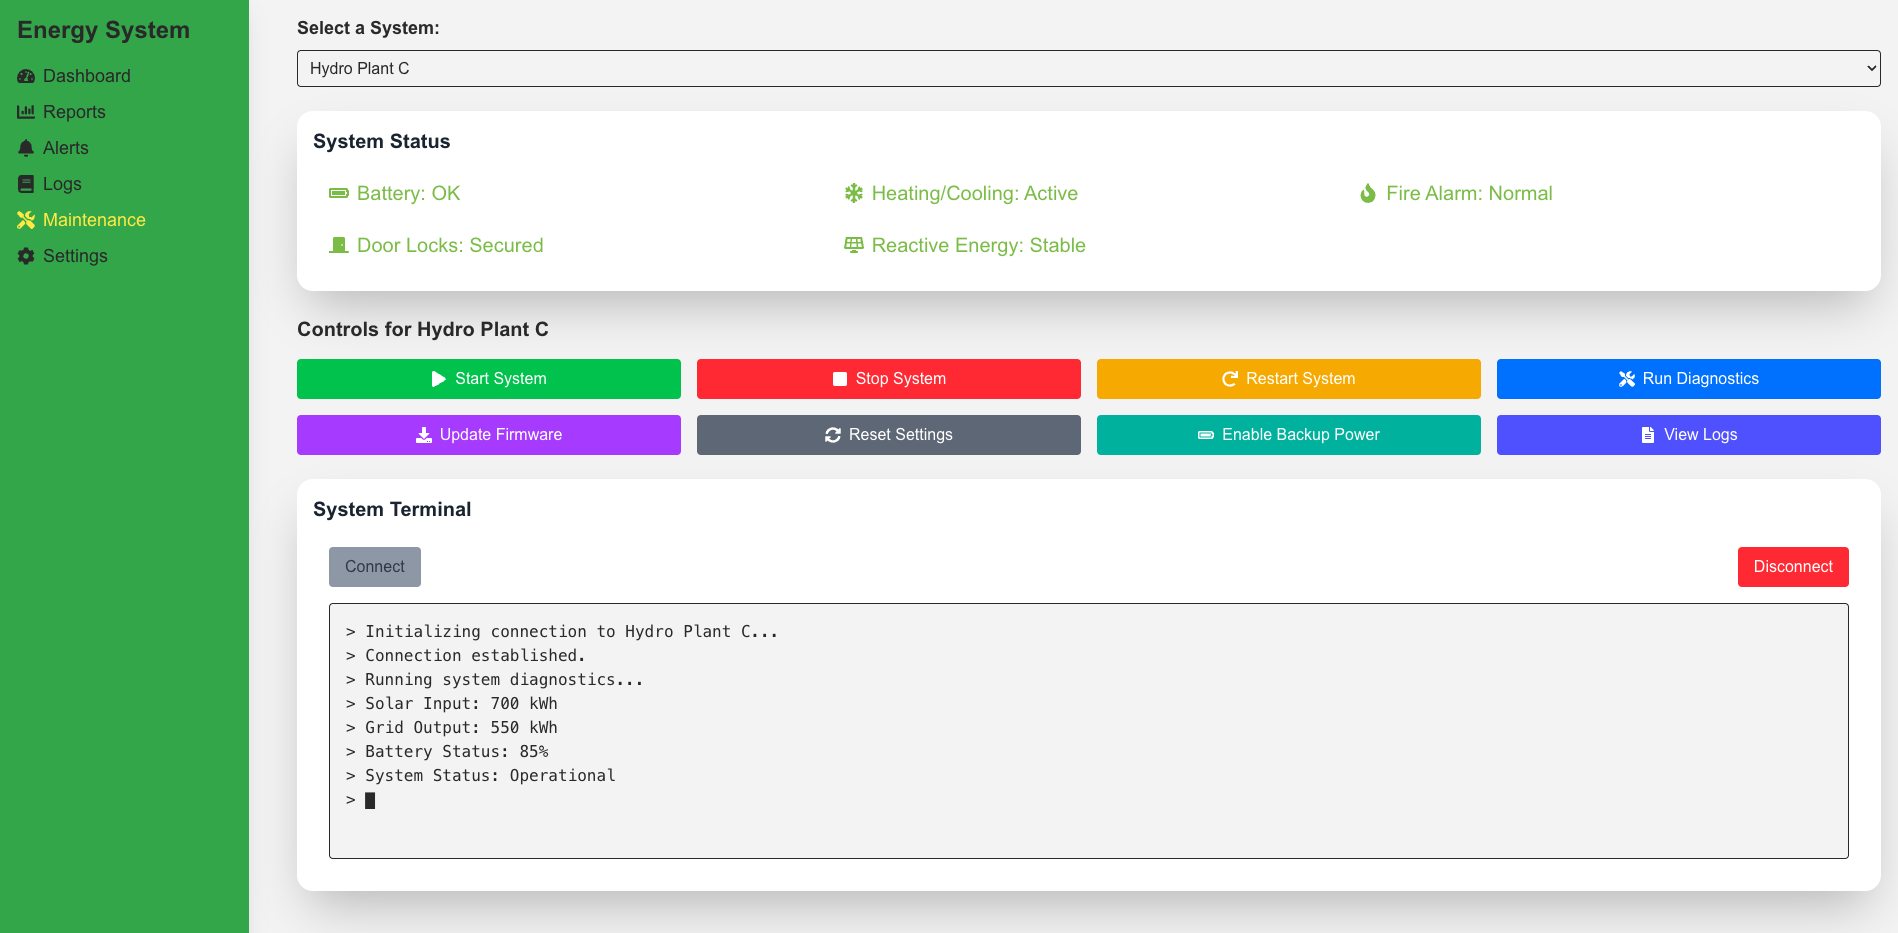 Energy System
Dashboard
Reports
Alerts
Logs
Maintenance
Settings
Select a System:
Hydro Plant C
System Status
Battery: OK
Heating/Cooling: Active
Fire Alarm: Normal
Door Locks: Secured
Reactive Energy: Stable
Controls for Hydro Plant C
Start System
Stop System
Restart System
Run Diagnostics
Update Firmware
Reset Settings
Enable Backup Power
View Logs
System Terminal
Connect
Disconnect
> Initializing connection to Hydro Plant C...
> Connection established.
> Running system diagnostics...
> Solar Input: 700 kWh
> Grid Output: 550 kWh
> Battery Status: 85%
> System Status: Operational
>